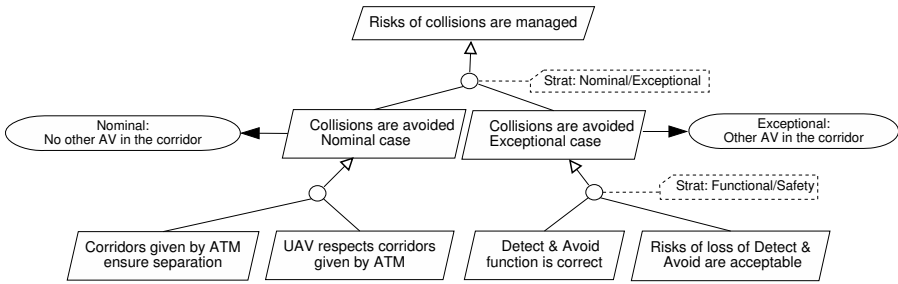 Risks of collisions are managed
Strat: Nominal/Exceptional
Nominal:
No other AV in the corridor
Collisions are avoided
Nominal case
Collisions are avoided
Exceptional case
Exceptional:
Other AV in the corridor
Strat: Functional/Safety
Corridors given by ATM
ensure separation
UAV respects corridors
given by ATM
Detect & Avoid
function is correct
Risks of loss of Detect &
Avoid are acceptable